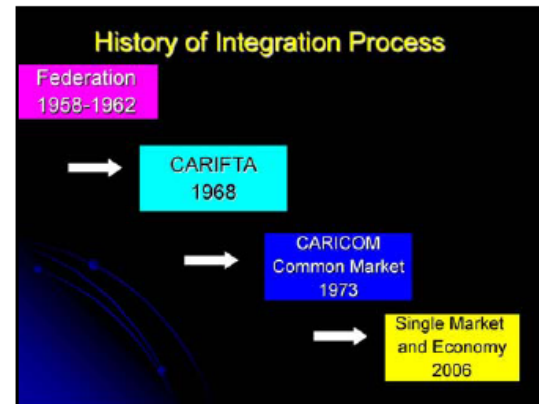 History of Integration Process
Federation
1958-1962
CARIFTA
1968
CARICOM
Common Market
1973
Single Market
and Economy
2006